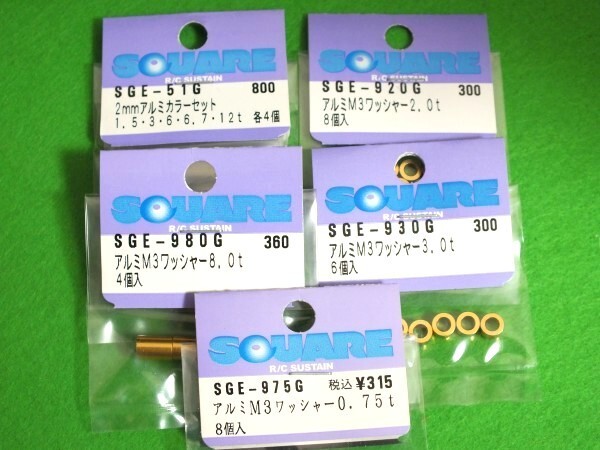 SQUARE
R/C SUSTAIN
SGE-51G 800
2mmアルミカラーセット
1,5・3・6・6,7・12t 各4個
SQUARE
R/C SUSTAIN
SGE-920G 300
アルミM3ワッシャー2,0t
8個入
SQUARE
R/C SUSTAIN
SGE-980G 360
アルミM3ワッシャー8,0t
4個入
SQUARE
R/C SUSTAIN
SGE-930G 300
アルミM3ワッシャー3,0t
6個入
SQUARE
R/C SUSTAIN
SGE-975G 税込 ¥315
アルミM3ワッシャー0.75t
8個入